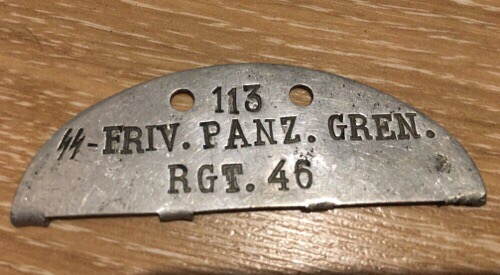 113
ᛋᛋ-FRIV. PANZ. GREN.
RGT. 46